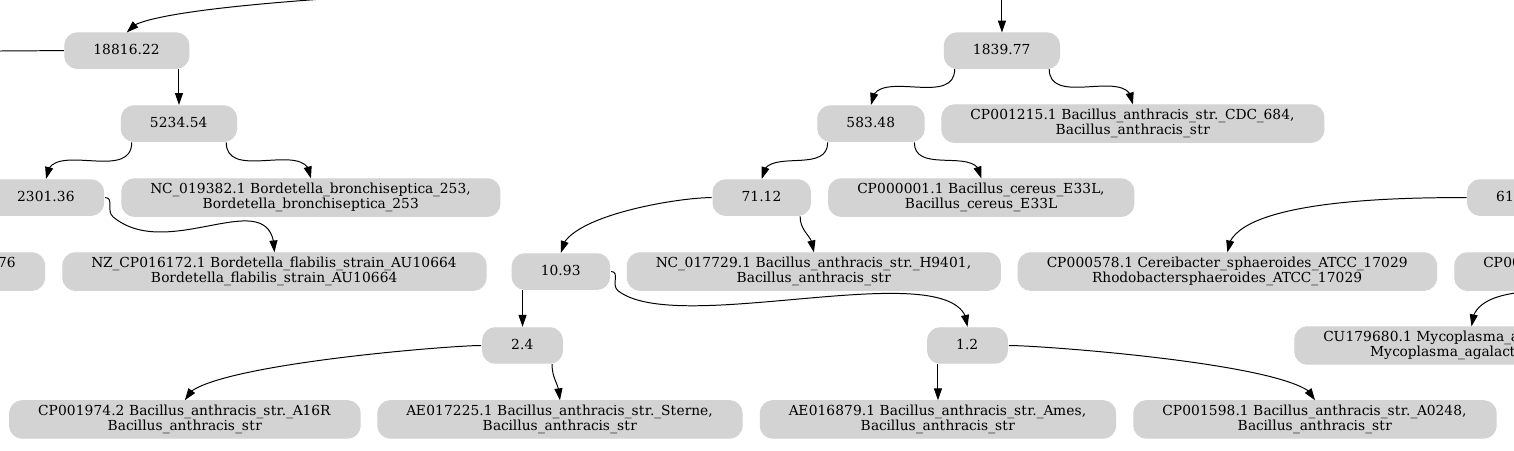 18816.22
1839.77
5234.54
583.48
CP001215.1 Bacillus_anthracis_str._CDC_684,
Bacillus_anthracis_str
2301.36
NC_019382.1 Bordetella_bronchiseptica_253,
Bordetella_bronchiseptica_253
71.12
CP000001.1 Bacillus_cereus_E33L,
Bacillus_cereus_E33L
61
76
NZ_CP016172.1 Bordetella_flabilis_strain_AU10664
Bordetella_flabilis_strain_AU10664
10.93
NC_017729.1 Bacillus_anthracis_str._H9401,
Bacillus_anthracis_str
CP000578.1 Cereibacter_sphaeroides_ATCC_17029
Rhodobactersphaeroides_ATCC_17029
CP00
2.4
1.2
CU179680.1 Mycoplasma_a
Mycoplasma_agalact
CP001974.2 Bacillus_anthracis_str._A16R
Bacillus_anthracis_str
AE017225.1 Bacillus_anthracis_str._Sterne,
Bacillus_anthracis_str
AE016879.1 Bacillus_anthracis_str._Ames,
Bacillus_anthracis_str
CP001598.1 Bacillus_anthracis_str._A0248,
Bacillus_anthracis_str